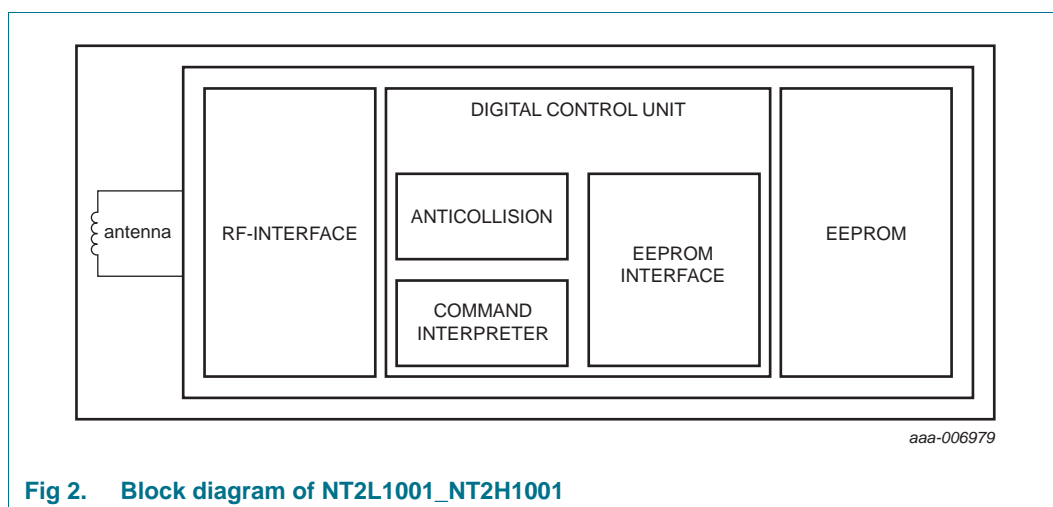 DIGITAL CONTROL UNIT
antenna
RF-INTERFACE
ANTICOLLISION
COMMAND
INTERPRETER
EEPROM
INTERFACE
EEPROM
aaa-006979
Fig 2. Block diagram of NT2L1001_NT2H1001